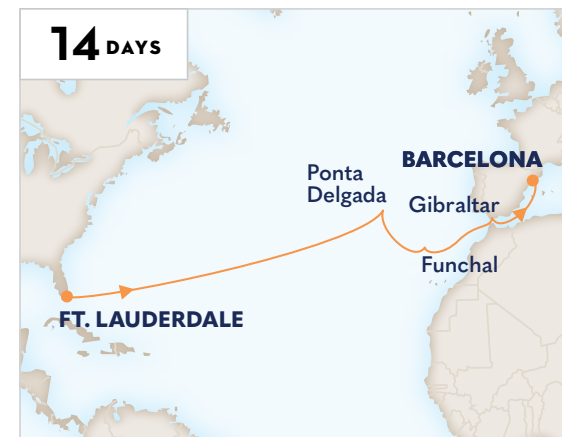 14 DAYS
BARCELONA
Ponta
Delgada
Gibraltar
Funchal
FT. LAUDERDALE